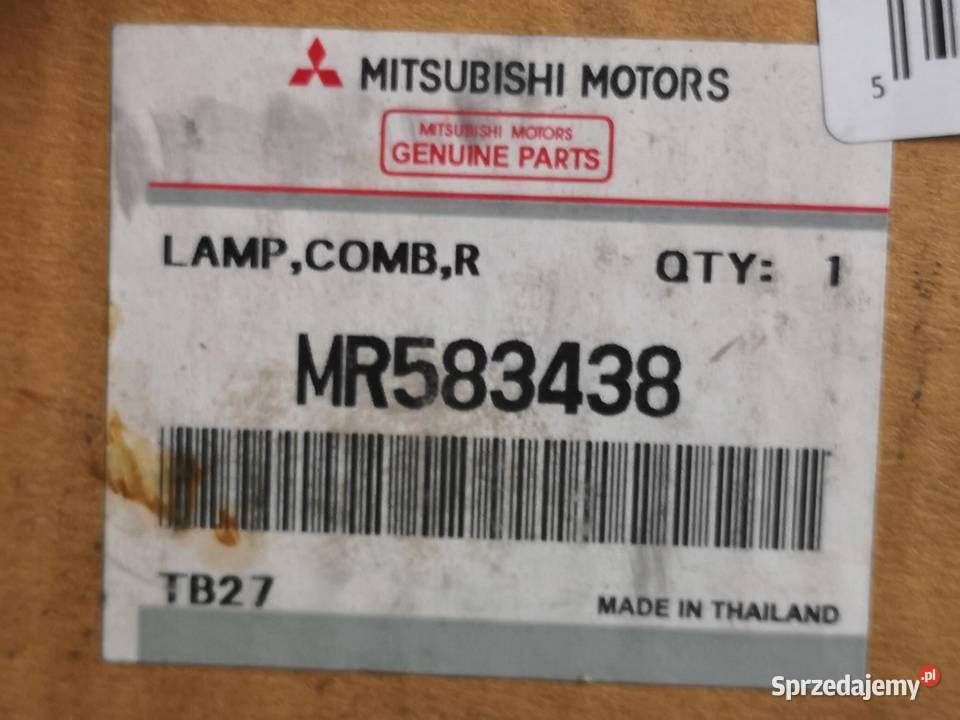 MITSUBISHI MOTORS
5
MITSUBISHI MOTORS
GENUINE PARTS
LAMP,COMB,R QTY: 1
MR583438
TB27
MADE IN THAILAND
Sprzedajemy.pl